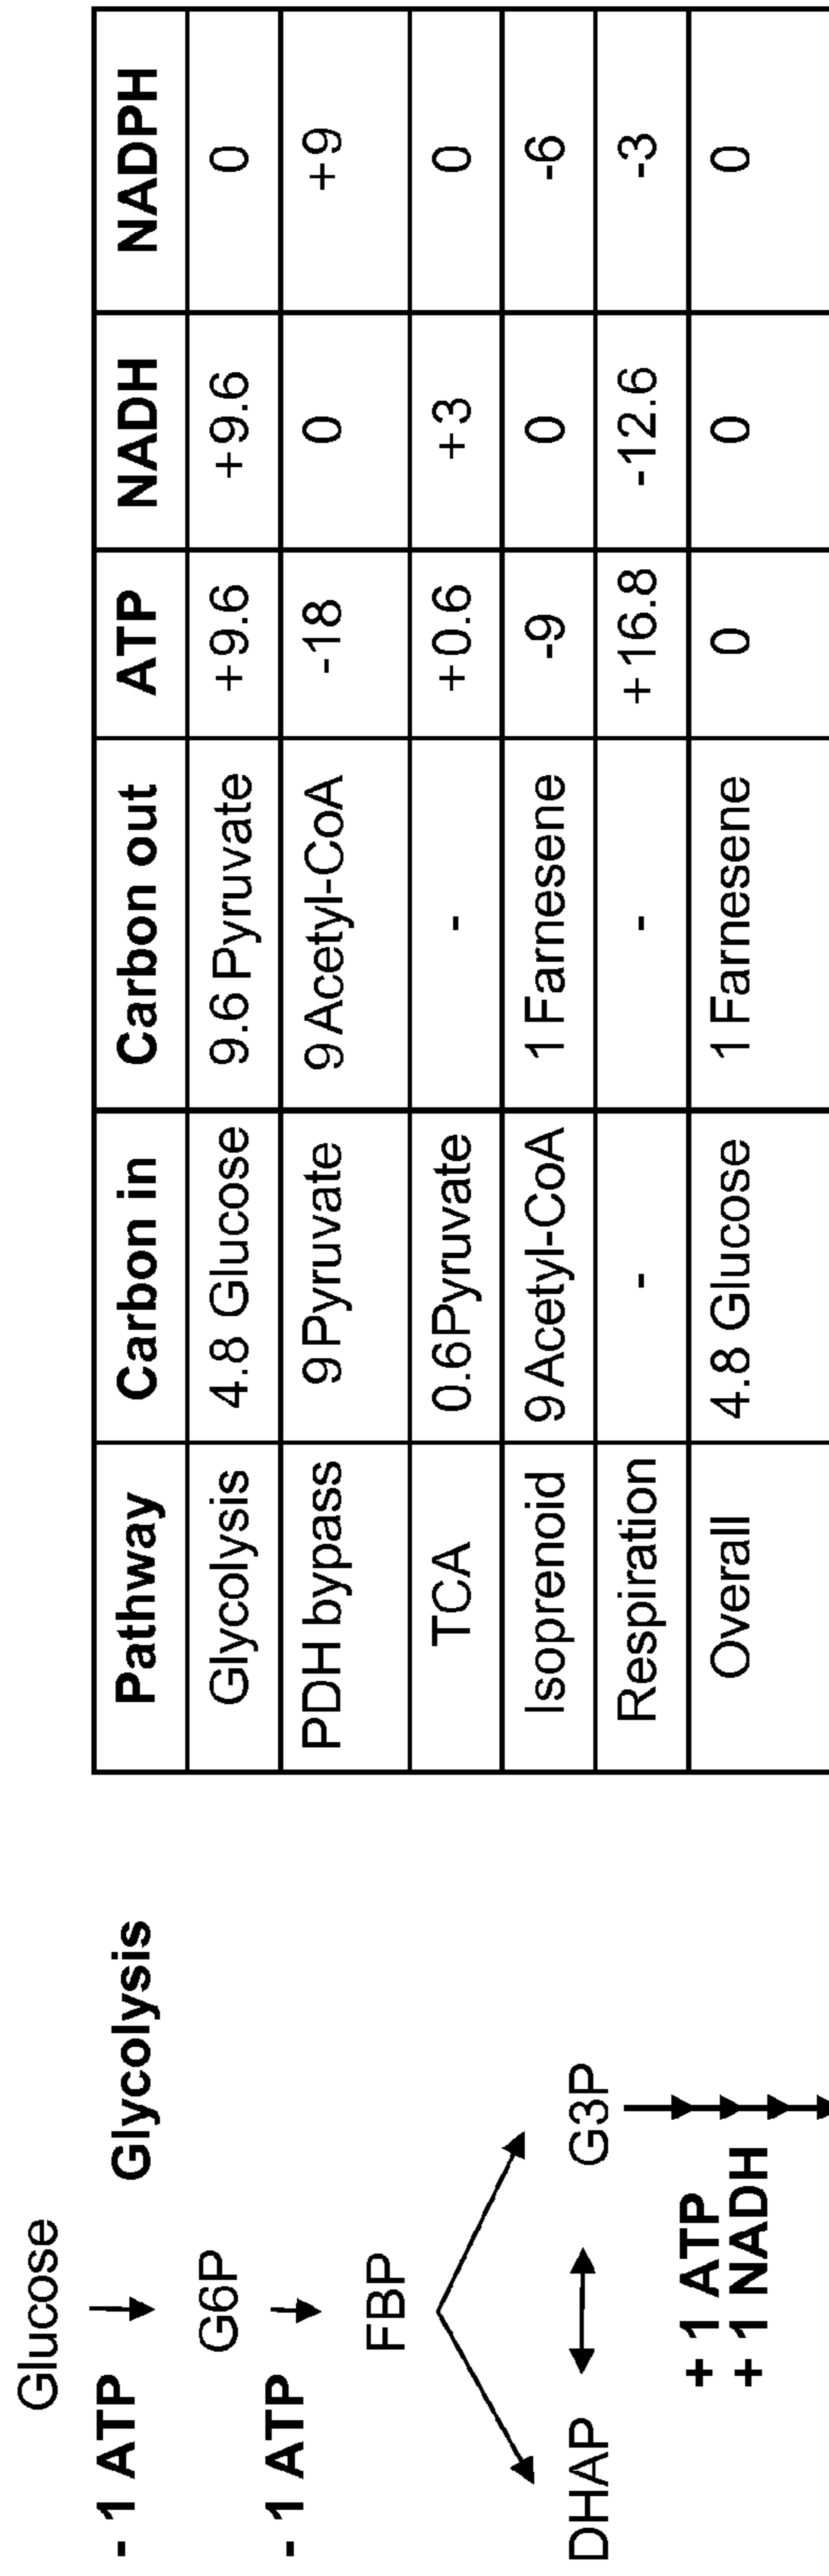 Glucose
Glycolysis
- 1 ATP
G6P
- 1 ATP
FBP
DHAP
G3P
+ 1 ATP
+ 1 NADH
Pathway Carbon in Carbon out ATP NADH NADPH
Glycolysis 4.8 Glucose 9.6 Pyruvate +9.6 +9.6 0
PDH bypass 9 Pyruvate 9 Acetyl-CoA -18 0 +9
TCA 0.6 Pyruvate - +0.6 +3 0
Isoprenoid 9 Acetyl-CoA 1 Farnesene -9 0 -6
Respiration - - +16.8 -12.6 -3
Overall 4.8 Glucose 1 Farnesene 0 0 0